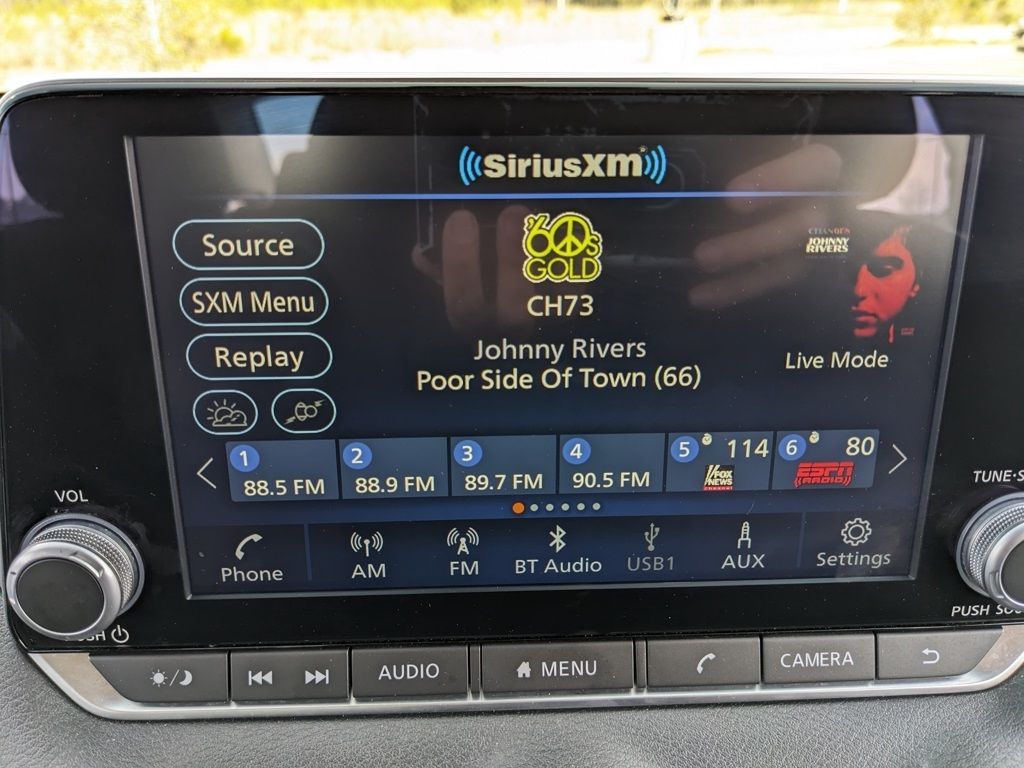 SiriusXM
Source
SXM Menu
Replay
'60s
GOLD
CH73
Johnny Rivers
Poor Side Of Town (66)
CHANGES
JOHNNY
RIVERS
Live Mode
1
88.5 FM
2
88.9 FM
3
89.7 FM
4
90.5 FM
5
114
FOX
NEWS
channel
6
80
ESPN
RADIO
Phone
AM
FM
BT Audio
USB1
AUX
Settings
VOL
TUNE·S
PUSH
PUSH SOU
AUDIO
MENU
CAMERA